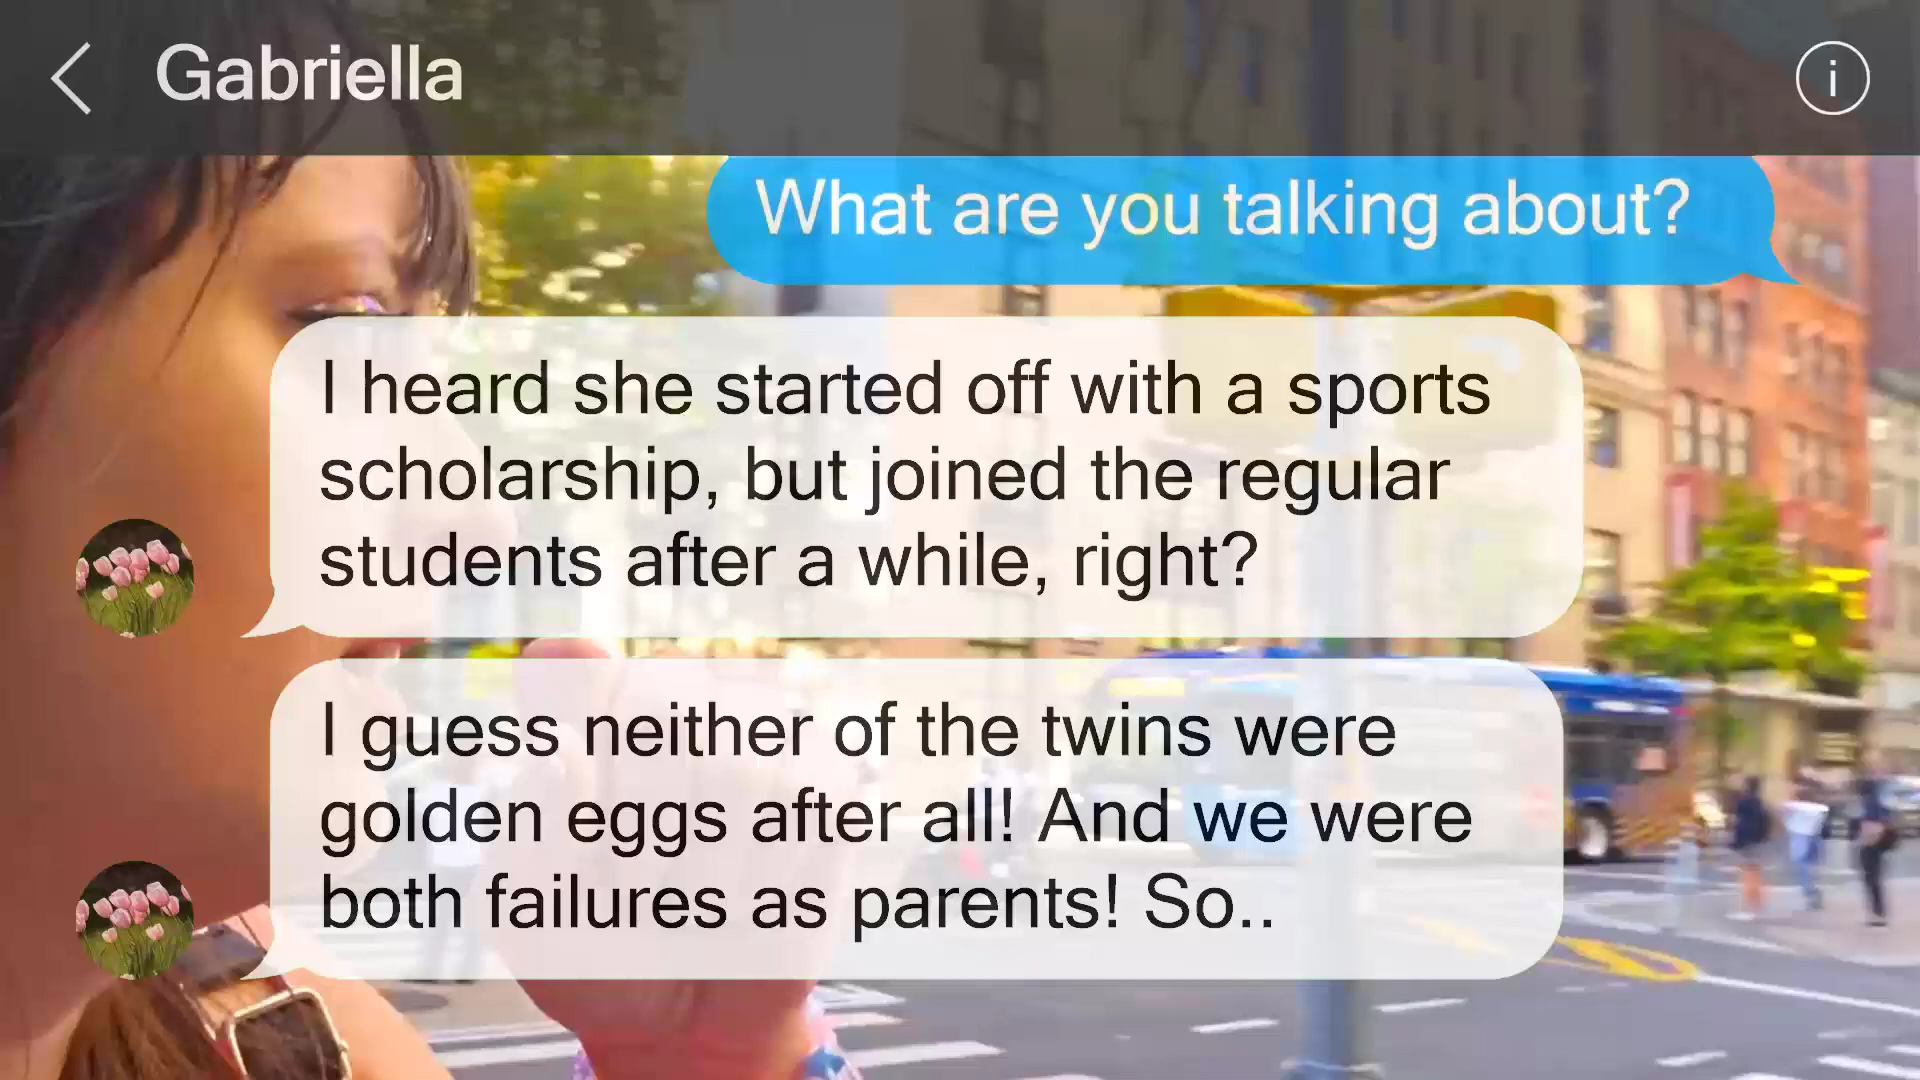 Gabriella
i
What are you talking about?
I heard she started off with a sports
scholarship, but joined the regular
students after a while, right?
I guess neither of the twins were
golden eggs after all! And we were
both failures as parents! So..